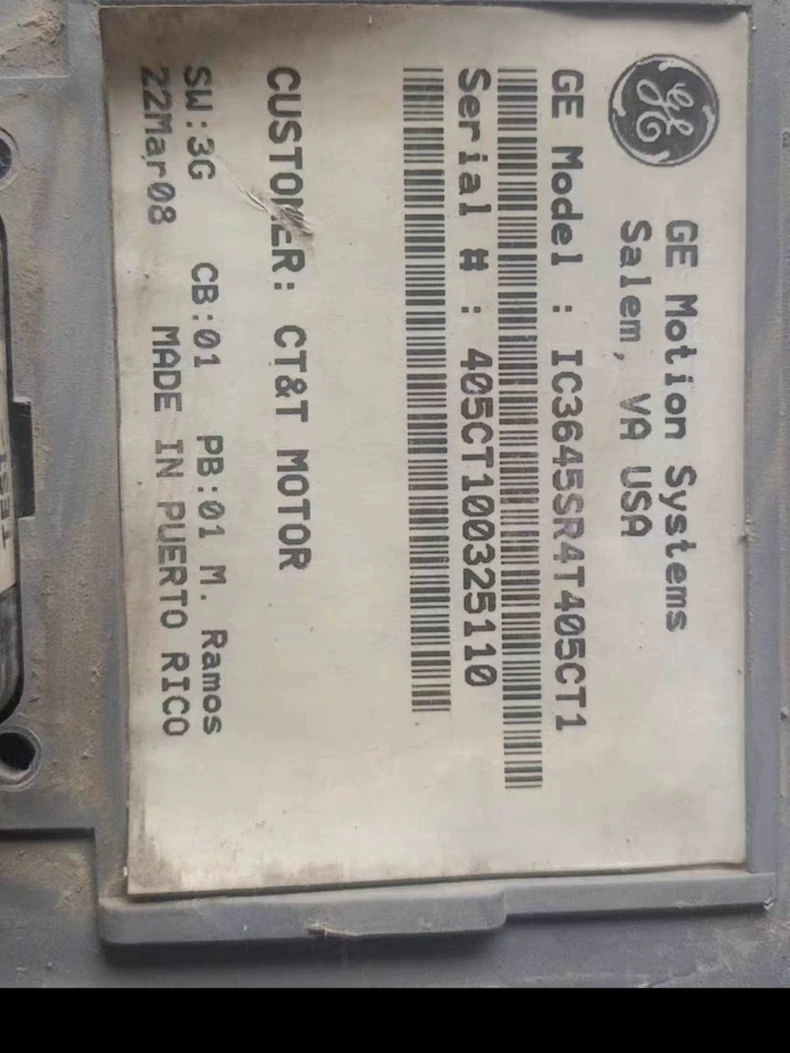 GE
GE Motion Systems
Salem, VA USA
GE Model : IC3645SR4T405CT1
Serial # : 405CT100325110
CUSTOMER: CT&T MOTOR
SW:3G CB:01 PB:01 M. Ramos
22Mar08 MADE IN PUERTO RICO